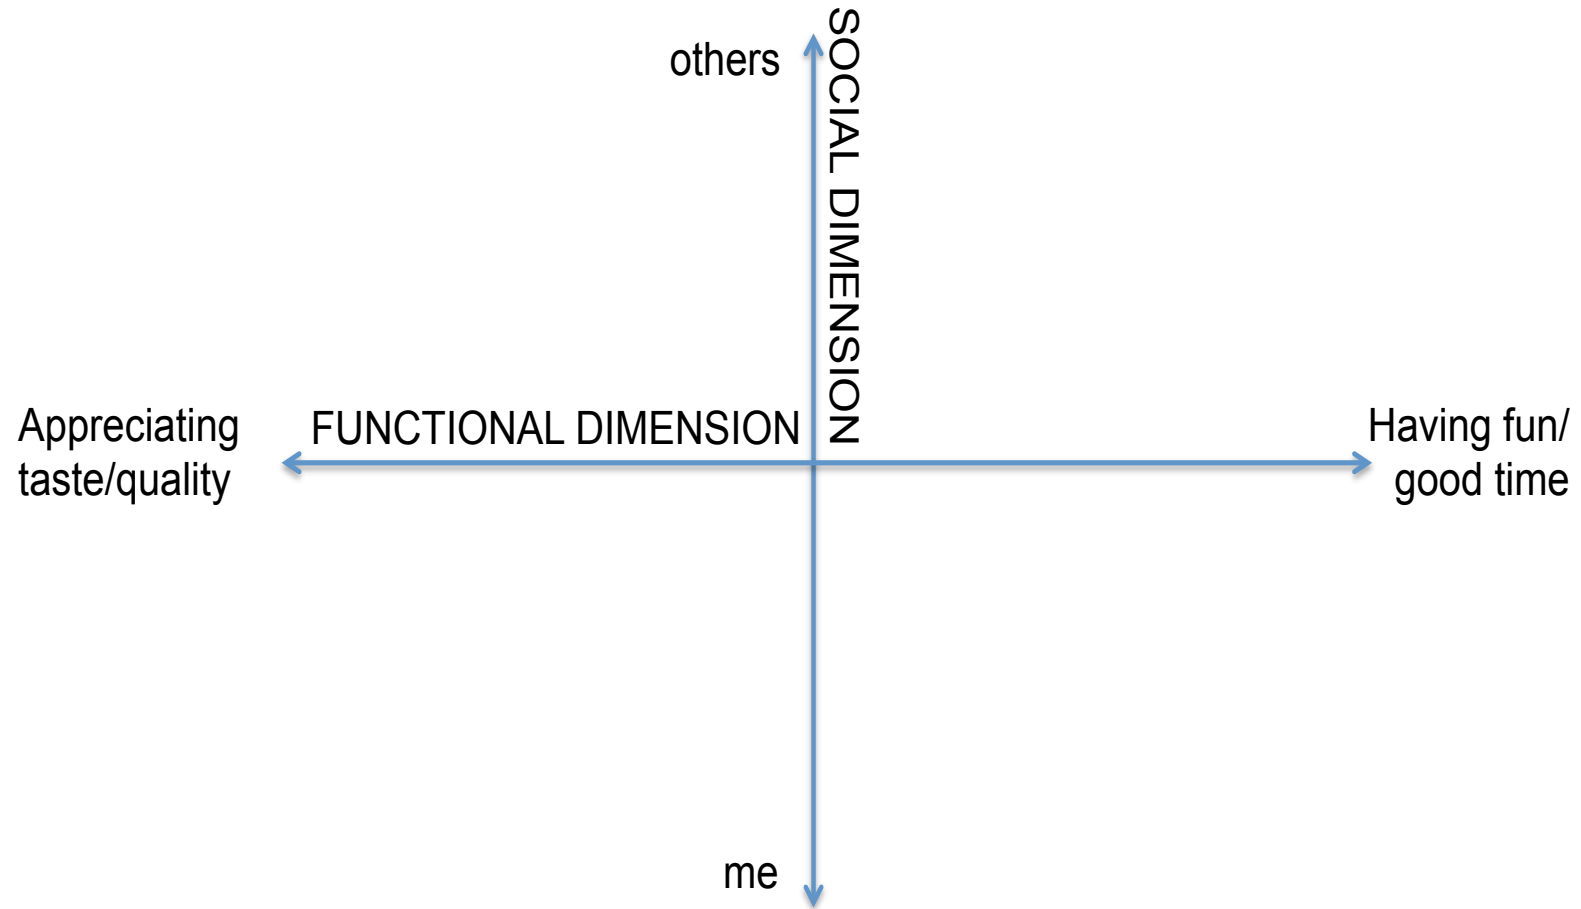 others
SOCIAL DIMENSION
Appreciating
taste/quality
FUNCTIONAL DIMENSION
Having fun/
good time
me